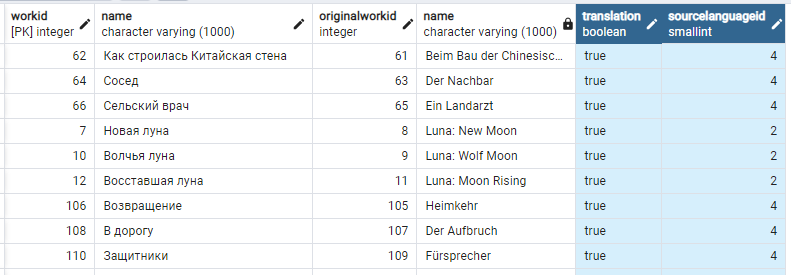 workid name originalworkid name translation sourcelanguageid
[PK] integer character varying (1000) integer character varying (1000) boolean smallint
62 Как строилась Китайская стена 61 Beim Bau der Chinesisc... true 4
64 Сосед 63 Der Nachbar true 4
66 Сельский врач 65 Ein Landarzt true 4
7 Новая луна 8 Luna: New Moon true 2
10 Волчья луна 9 Luna: Wolf Moon true 2
12 Восставшая луна 11 Luna: Moon Rising true 2
106 Возвращение 105 Heimkehr true 4
108 В дорогу 107 Der Aufbruch true 4
110 Защитники 109 Fürsprecher true 4